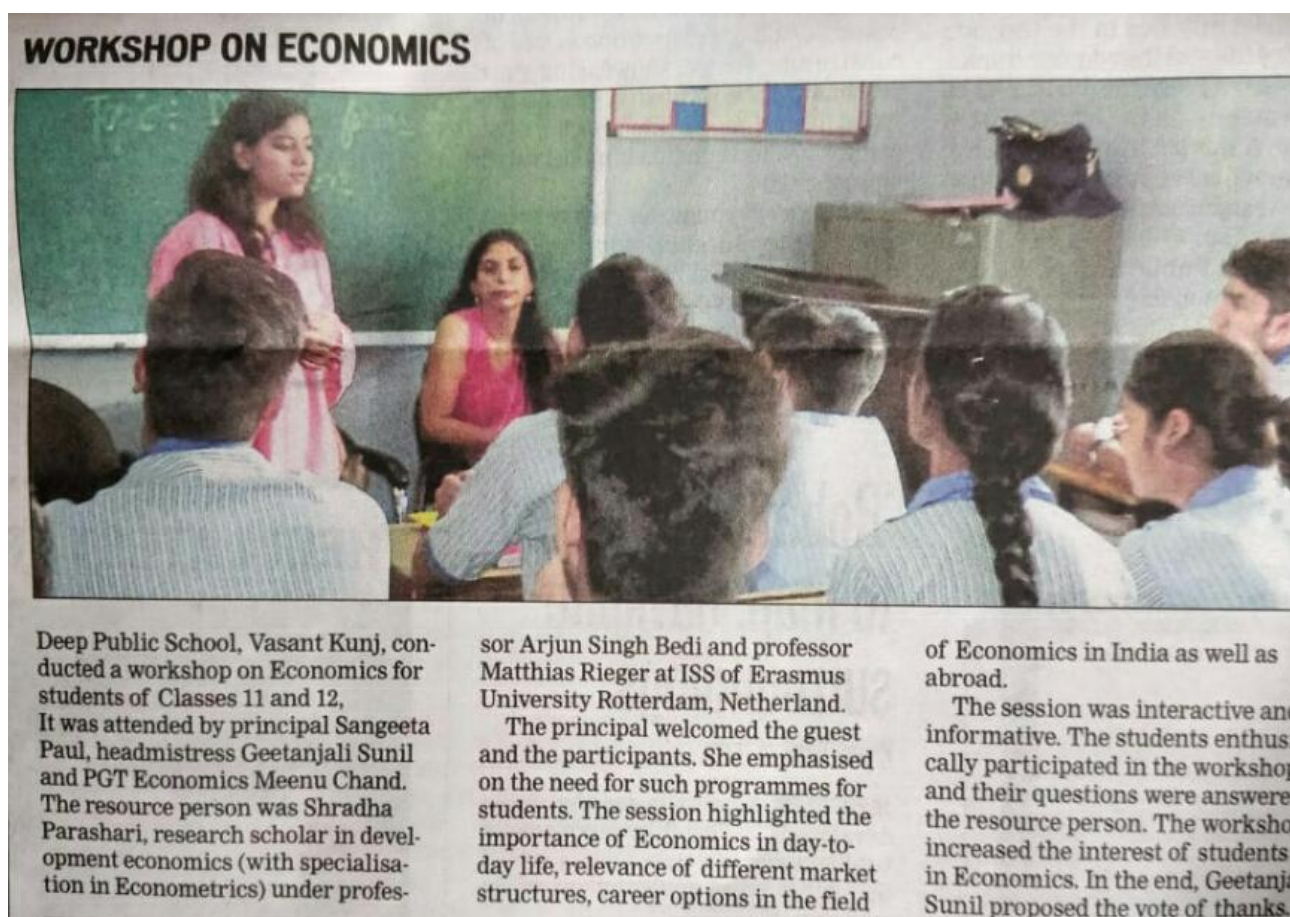 WORKSHOP ON ECONOMICS
Deep Public School, Vasant Kunj, con-
ducted a workshop on Economics for
students of Classes 11 and 12,
It was attended by principal Sangeeta
Paul, headmistress Geetanjali Sunil
and PGT Economics Meenu Chand.
The resource person was Shradha
Parashari, research scholar in devel-
opment economics (with specialisa-
tion in Econometrics) under profes-
sor Arjun Singh Bedi and professor
Matthias Rieger at ISS of Erasmus
University Rotterdam, Netherland.
The principal welcomed the guest
and the participants. She emphasised
on the need for such programmes for
students. The session highlighted the
importance of Economics in day-to-
day life, relevance of different market
structures, career options in the field
of Economics in India as well as
abroad.
The session was interactive and
informative. The students enthus
cally participated in the workshop
and their questions were answere
the resource person. The worksho
increased the interest of students
in Economics. In the end, Geetanja
Sunil proposed the vote of thanks.